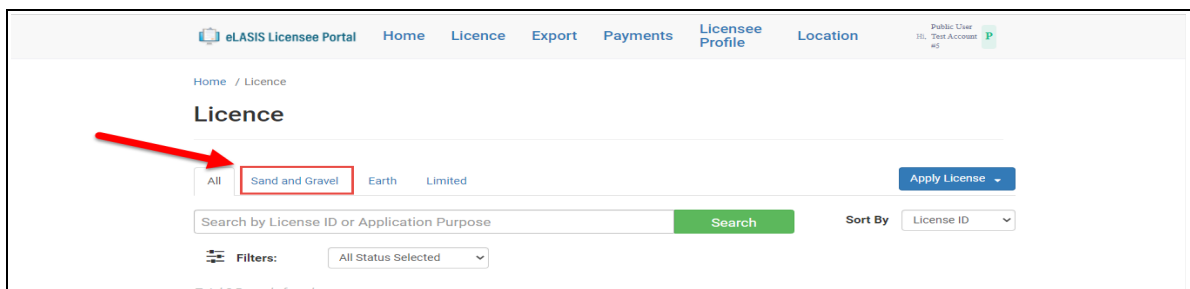 eLASIS Licensee Portal Home Licence Export Payments Licensee Profile Location
Public User
Hi, Test Account P
#5
Home / Licence
Licence
All Sand and Gravel Earth Limited Apply License
Search by License ID or Application Purpose Search Sort By License ID
Filters: All Status Selected